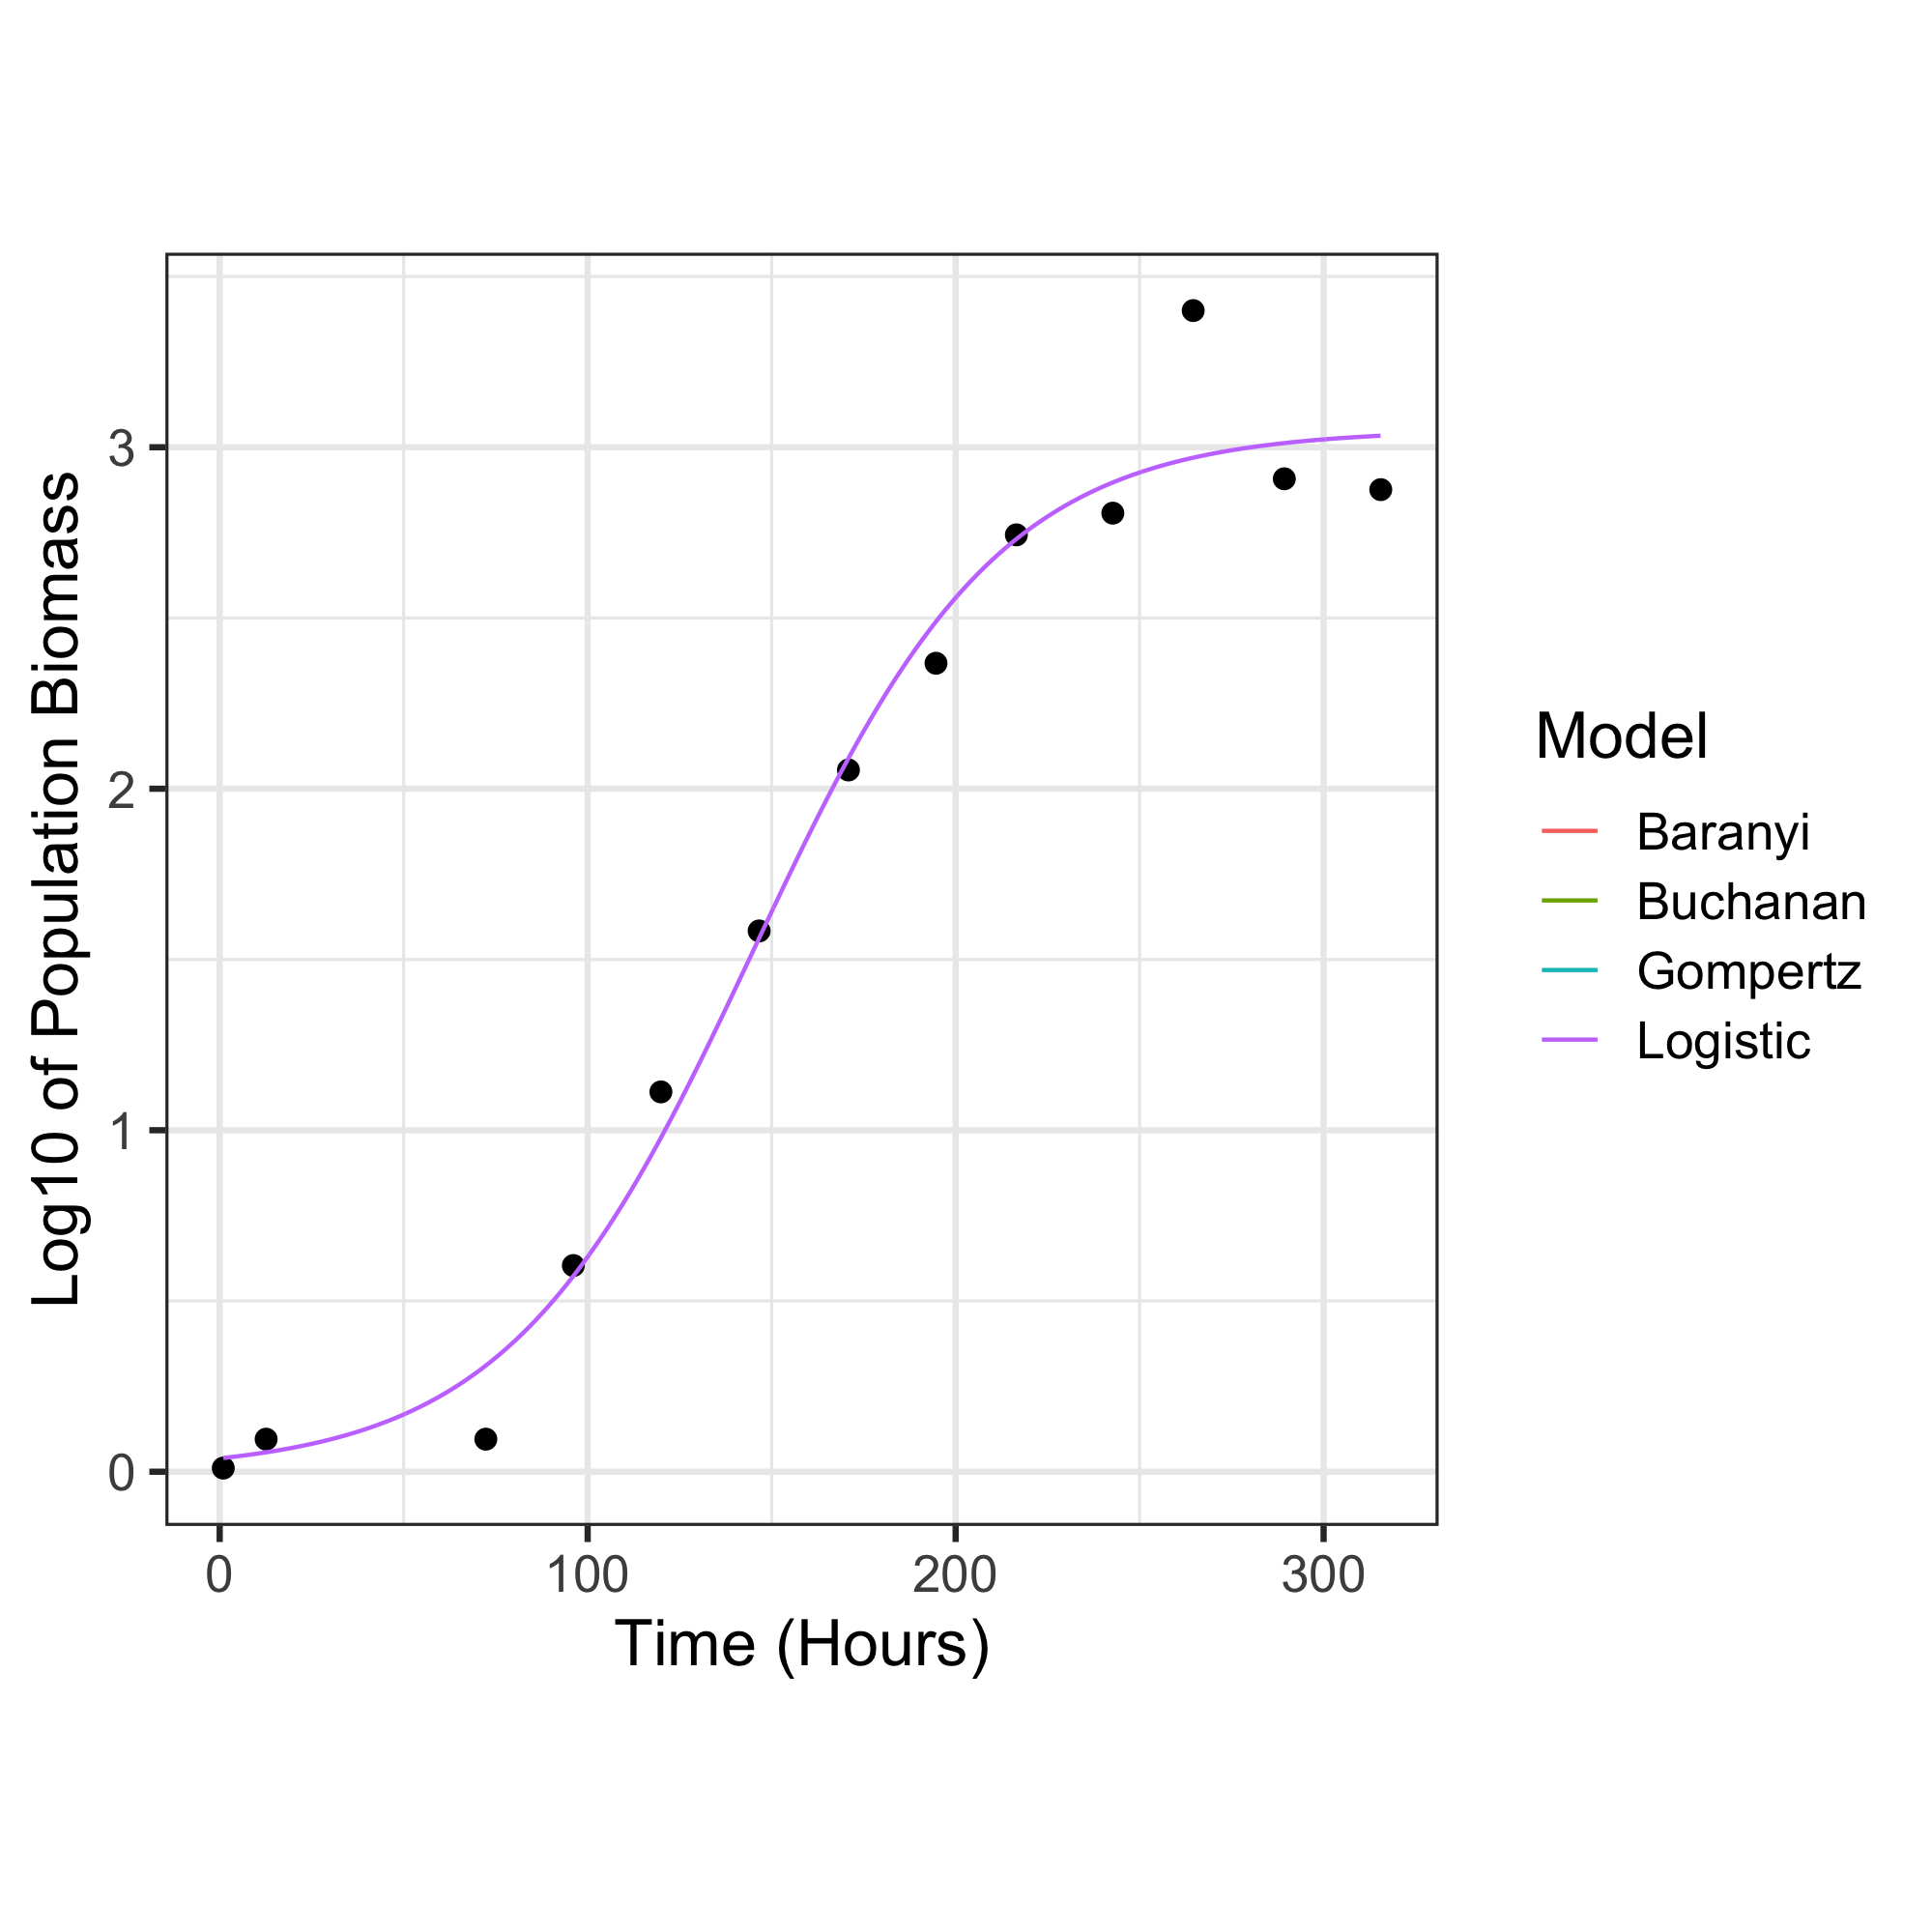 3
2
1
0
Log10 of Population Biomass
0 100 200 300
Time (Hours)
Model
Baranyi
Buchanan
Gompertz
Logistic